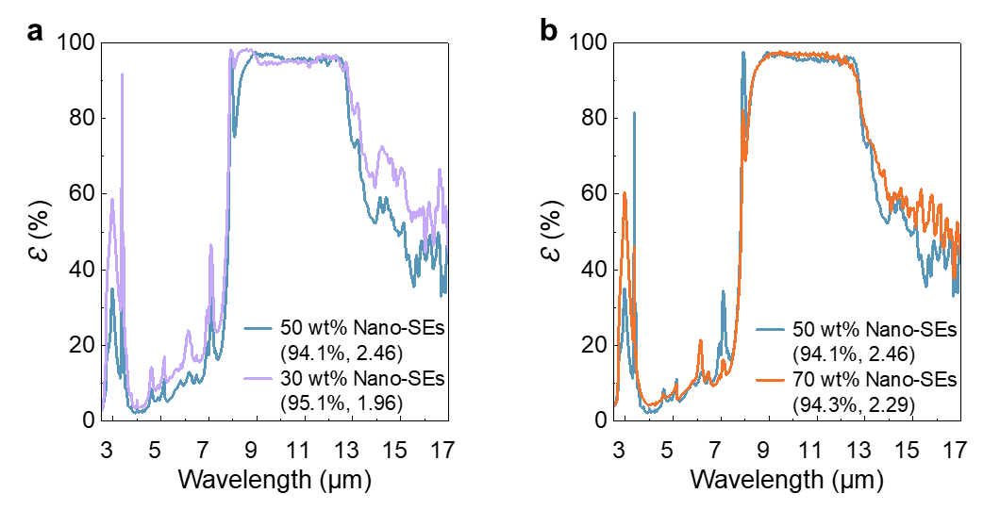 a
100
80
60
40
20
0
ℰ (%)
50 wt% Nano-SEs
(94.1%, 2.46)
30 wt% Nano-SEs
(95.1%, 1.96)
3 5 7 9 11 13 15 17
Wavelength (μm)
b
100
80
60
40
20
0
ℰ (%)
50 wt% Nano-SEs
(94.1%, 2.46)
70 wt% Nano-SEs
(94.3%, 2.29)
3 5 7 9 11 13 15 17
Wavelength (μm)